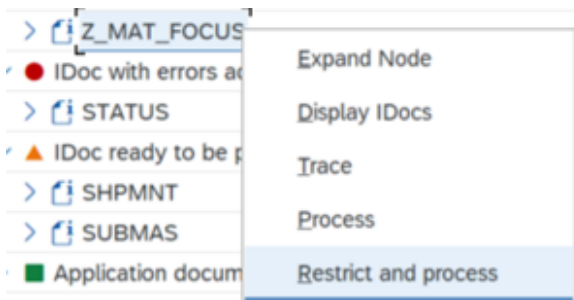 Z_MAT_FOCUS
IDoc with errors
STATUS
IDoc ready to be
SHPMNT
SUBMAS
Application
Expand Node
Display IDocs
Trace
Process
Restrict and process